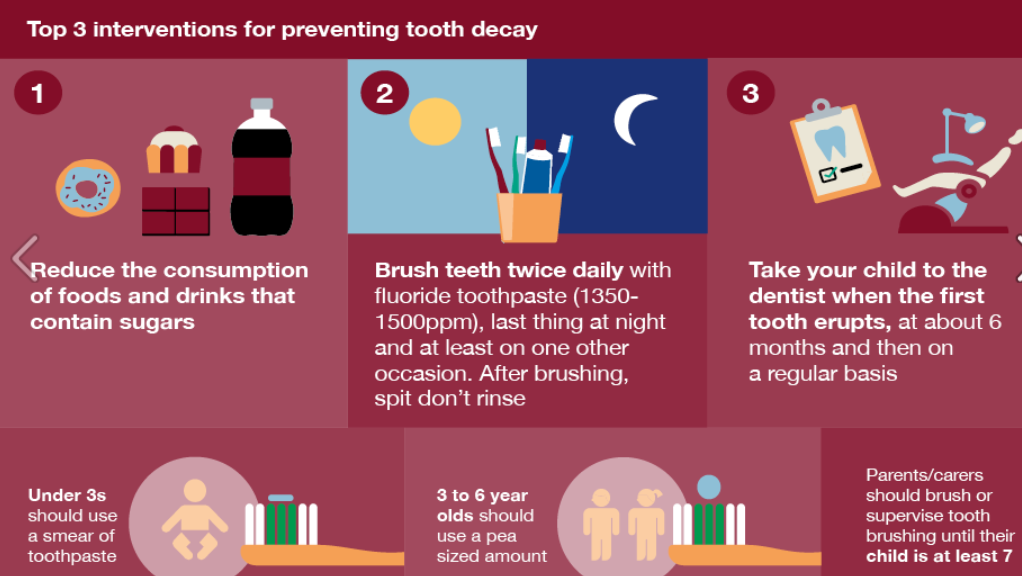 Top 3 interventions for preventing tooth decay
1
Reduce the consumption
of foods and drinks that
contain sugars
2
Brush teeth twice daily with
fluoride toothpaste (1350-
1500ppm), last thing at night
and at least on one other
occasion. After brushing,
spit don't rinse
3
Take your child to the
dentist when the first
tooth erupts, at about 6
months and then on
a regular basis
Under 3s
should use
a smear of
toothpaste
3 to 6 year
olds should
use a pea
sized amount
Parents/carers
should brush or
supervise tooth
brushing until their
child is at least 7